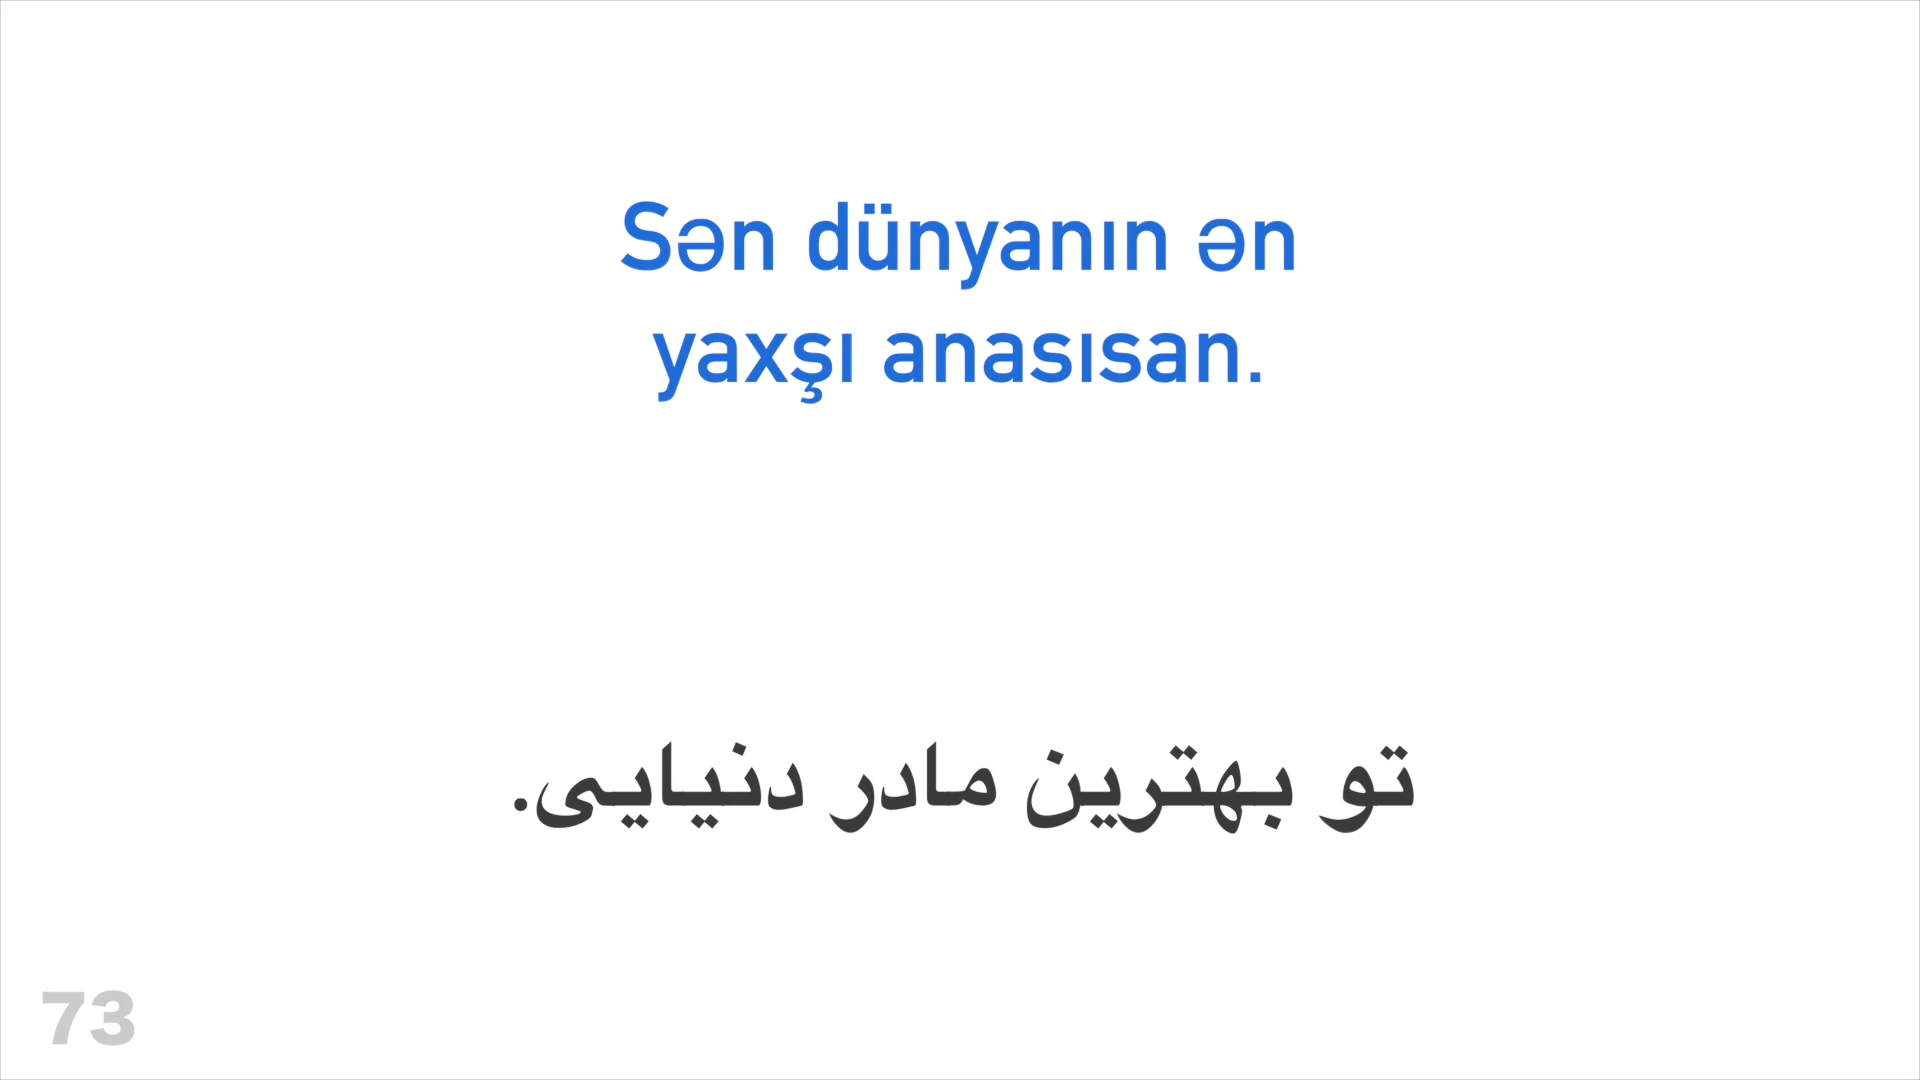 Sən dünyanın ən
yaxşı anasısan.
تو بهترین مادر دنیایی.
73